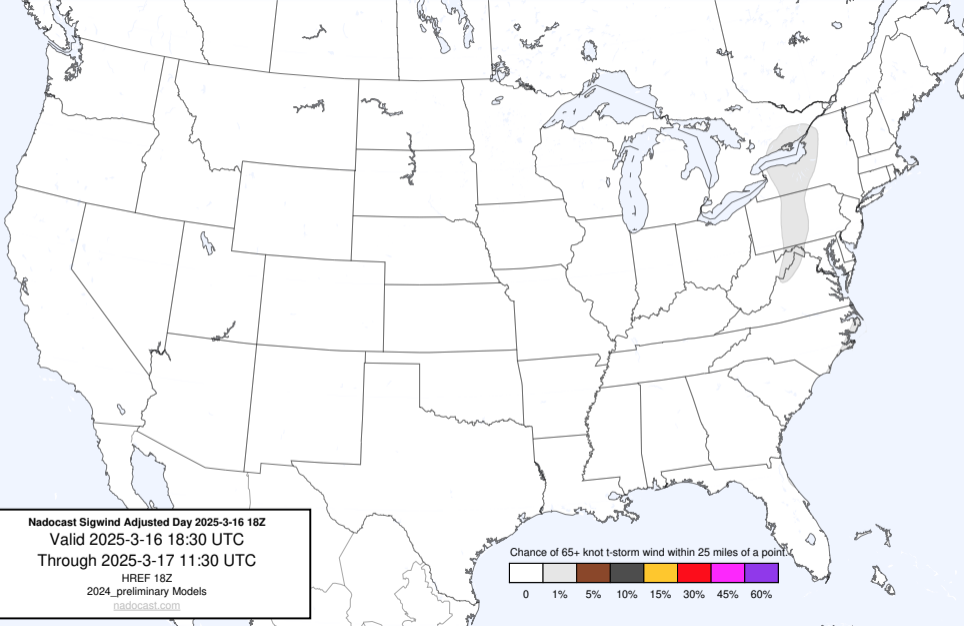 Nadocast Sigwind Adjusted Day 2025-3-16 18Z
Valid 2025-3-16 18:30 UTC
Through 2025-3-17 11:30 UTC
HREF 18Z
2024_preliminary Models
nadocast.com
Chance of 65+ knot t-storm wind within 25 miles of a point.
0 1% 5% 10% 15% 30% 45% 60%